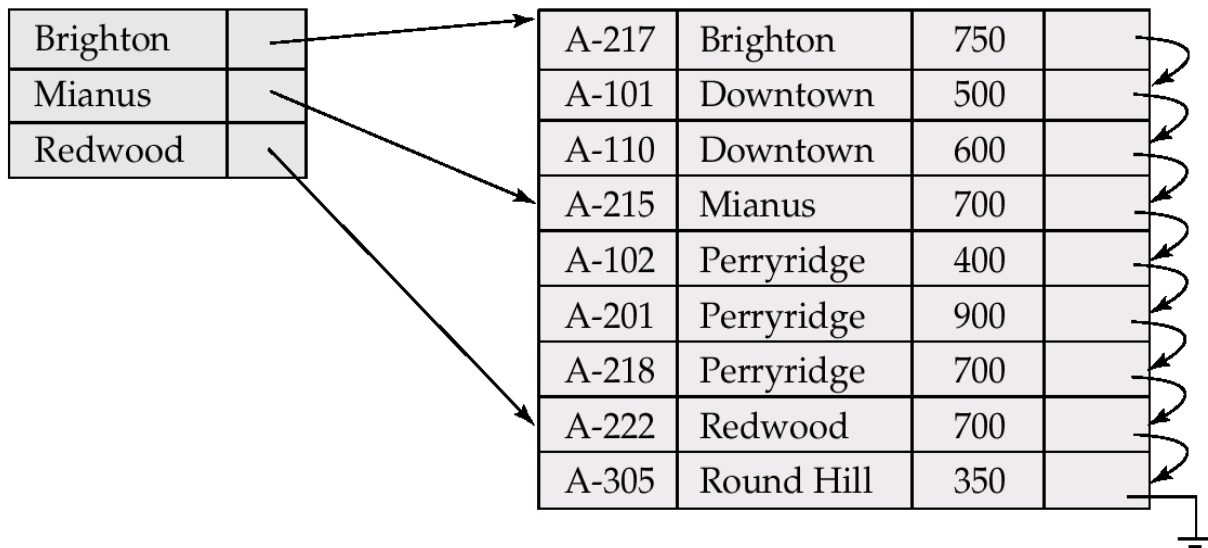 Brighton
Mianus
Redwood
A-217 Brighton 750
A-101 Downtown 500
A-110 Downtown 600
A-215 Mianus 700
A-102 Perryridge 400
A-201 Perryridge 900
A-218 Perryridge 700
A-222 Redwood 700
A-305 Round Hill 350